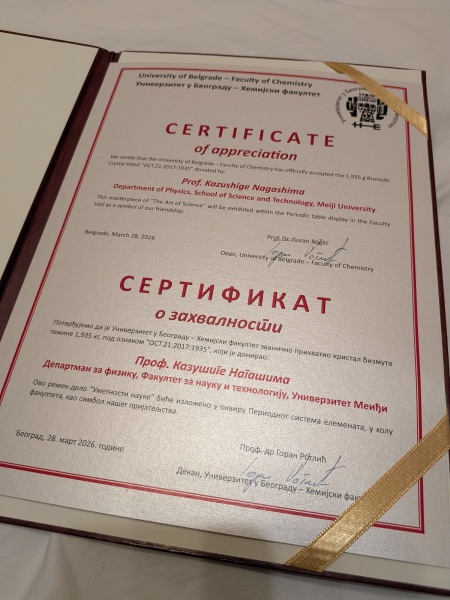 University of Belgrade – Faculty of Chemistry
Универзитет у Београду – Хемијски факултет
CERTIFICATE
of appreciation
We certify that the University of Belgrade – Faculty of Chemistry has officially accepted the 1,935 g Bismuth
Crystal titled "OCT.21.2017:1935" donated by:
Prof. Kazushige Nagashima
Department of Physics, School of Science and Technology, Meiji University
This masterpiece of "The Art of Science" will be exhibited within the Periodic table display in the Faculty
Hall as a symbol of our friendship.
Belgrade, March 28, 2026
Prof. Dr. Goran
Dean, University of Belgrade – Faculty of Chemistry
СЕРТИФИКАТ
о захвалности
Потврђујемо да је Универзитет у Београду – Хемијски факултет званично прихватио кристал бизмута
тежине 1,935 кг, под ознаком "OCT.21.2017:1935", који је донирао:
Проф. Казушиге Нагашима
Департман за физику, Факултет за науку и технологију, Универзитет Меиђи
Ово ремек дело "Уметности науке" биће изложено у оквиру Периодног система елемената, у холу
факултета, као симбол нашег пријатељства.
Београд, 28. март 2026. године
Проф. др Горан
Декан, Универзитет у Београду – Хемијски фак